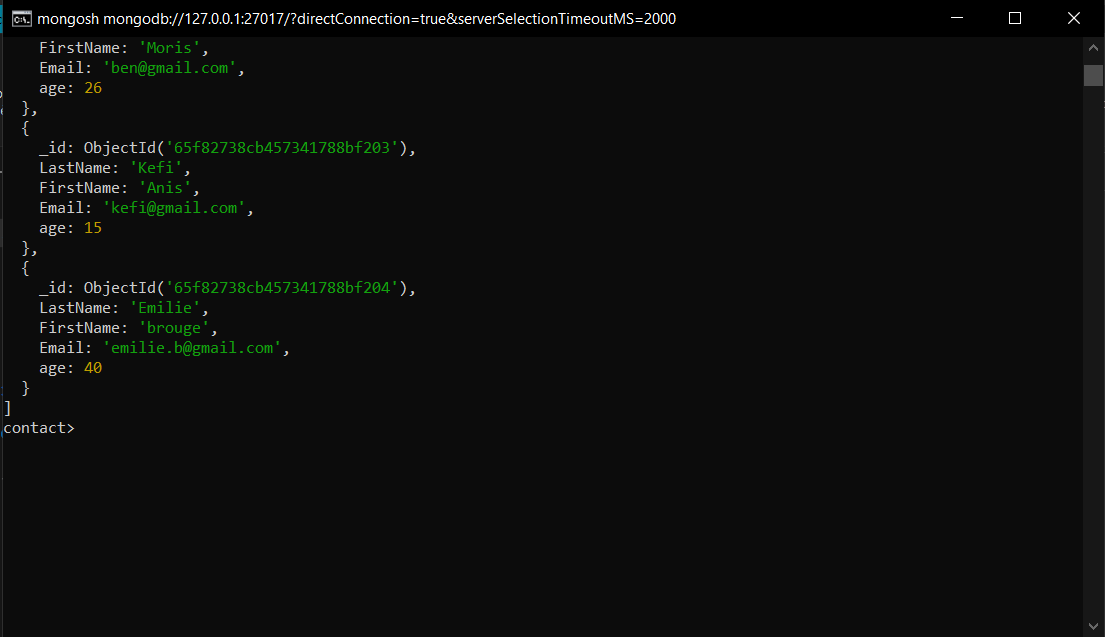 mongosh mongodb://127.0.0.1:27017/?directConnection=true&serverSelectionTimeoutMS=2000
    FirstName: 'Moris',
    Email: 'ben@gmail.com',
    age: 26
  },
  {
    _id: ObjectId('65f82738cb457341788bf203'),
    LastName: 'Kefi',
    FirstName: 'Anis',
    Email: 'kefi@gmail.com',
    age: 15
  },
  {
    _id: ObjectId('65f82738cb457341788bf204'),
    LastName: 'Emilie',
    FirstName: 'brouge',
    Email: 'emilie.b@gmail.com',
    age: 40
  }
]
contact>